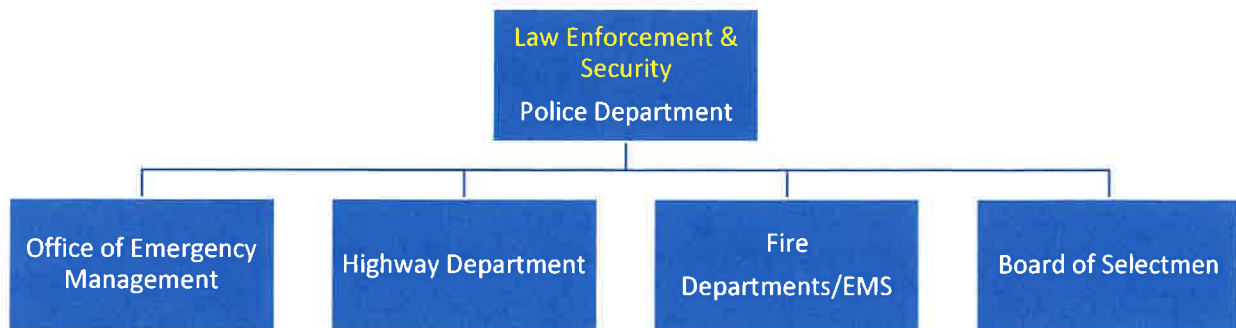 Law Enforcement &
Security
Police Department
Office of Emergency
Management
Highway Department
Fire
Departments/EMS
Board of Selectmen